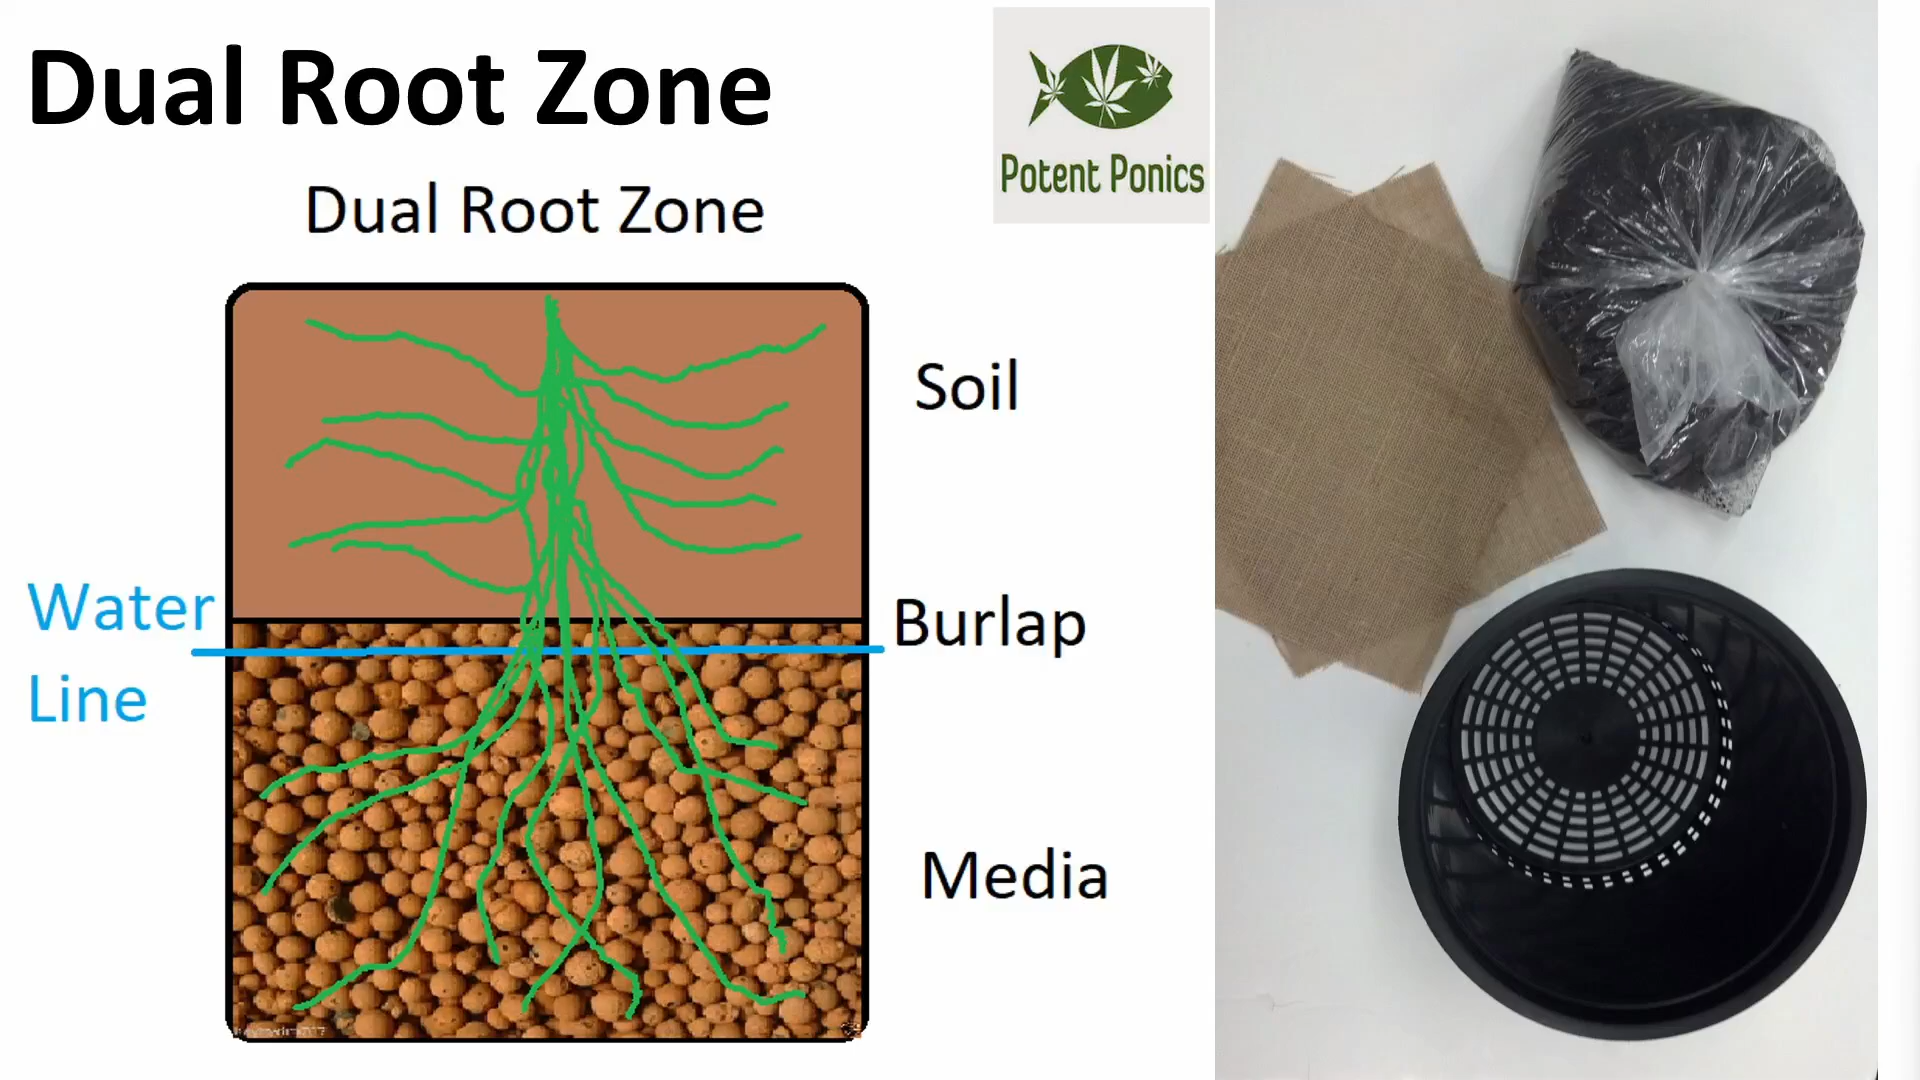 Dual Root Zone
Potent Ponics
Dual Root Zone
Soil
Water
Line
Burlap
Media